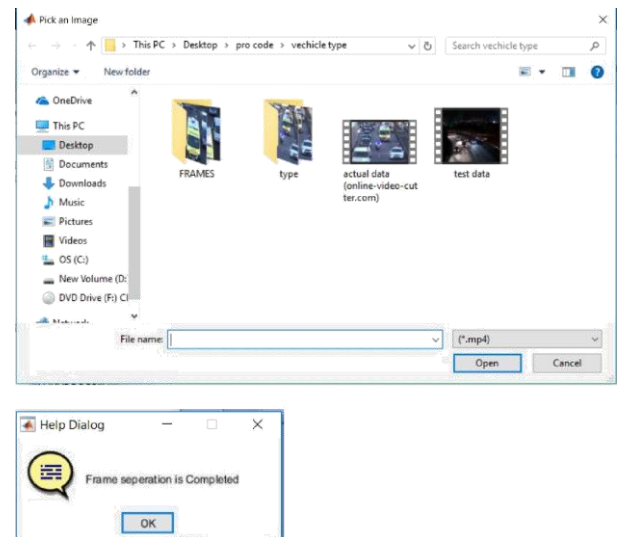 Pick an Image
This PC > Desktop > pro code > vechicle type
Search vechicle type
Organize
New folder
OneDrive
This PC
Desktop
Documents
Downloads
Music
Pictures
Videos
OS (C:)
New Volume (D:
DVD Drive (F:) C
FRAMES
type
actual data
(online-video-cut
ter.com)
test data
File name:
(*.mp4)
Open
Cancel
Help Dialog
Frame seperation is Completed
OK